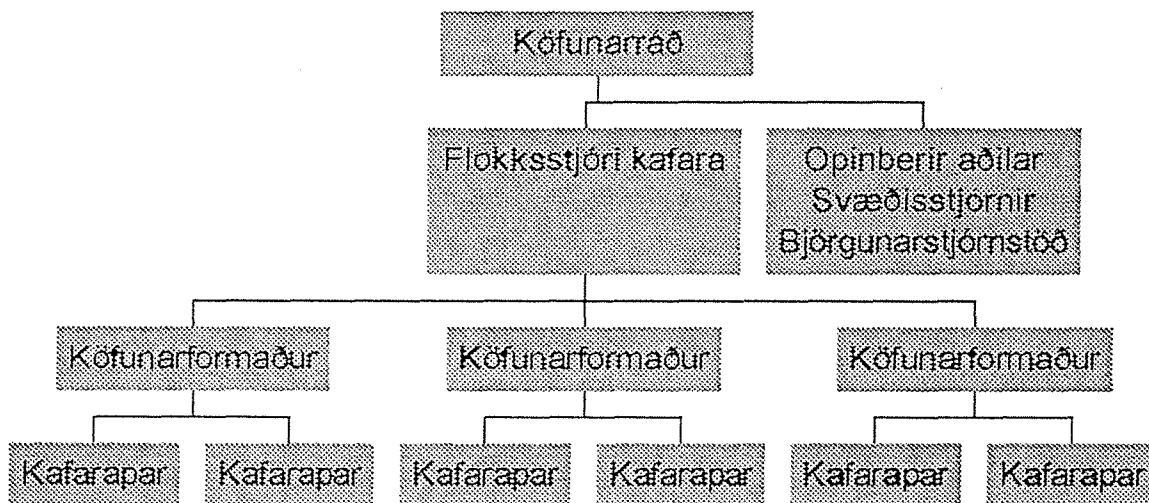 Köfunarráð
Flokksstjóri kafara
Opinberir aðilar
Svæðisstjórnir
Björgunarstjórnstöð
Köfunarformaður
Köfunarformaður
Köfunarformaður
Kafarapar
Kafarapar
Kafarapar
Kafarapar
Kafarapar
Kafarapar